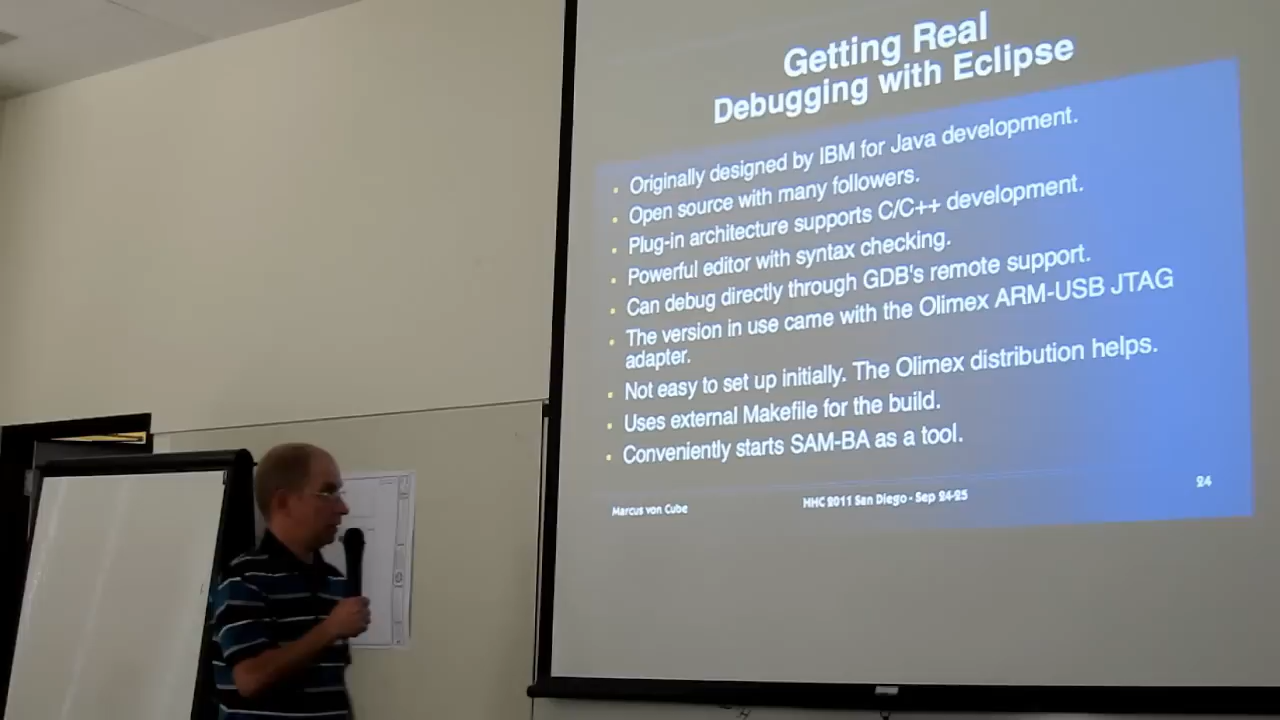 Getting Real
Debugging with Eclipse
Originally designed by IBM for Java development.
Open source with many followers.
Plug-in architecture supports C/C++ development.
Powerful editor with syntax checking.
Can debug directly through GDB's remote support.
The version in use came with the Olimex ARM-USB JTAG
adapter.
Not easy to set up initially. The Olimex distribution helps.
Uses external Makefile for the build.
Conveniently starts SAM-BA as a tool.
Marcus von Cube
HHC 2011 San Diego - Sep 24-25
24